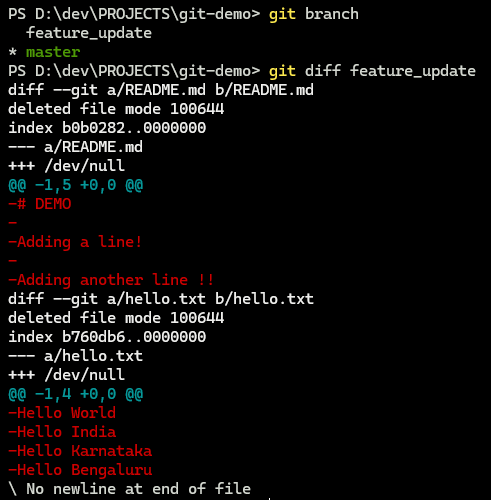 PS D:\dev\PROJECTS\git-demo> git branch
  feature_update
* master
PS D:\dev\PROJECTS\git-demo> git diff feature_update
diff --git a/README.md b/README.md
deleted file mode 100644
index b0b0282..0000000
--- a/README.md
+++ /dev/null
@@ -1,5 +0,0 @@
-# DEMO
-
-Adding a line!
-
-Adding another line !!
diff --git a/hello.txt b/hello.txt
deleted file mode 100644
index b760db6..0000000
--- a/hello.txt
+++ /dev/null
@@ -1,4 +0,0 @@
-Hello World
-Hello India
-Hello Karnataka
-Hello Bengaluru
\ No newline at end of file